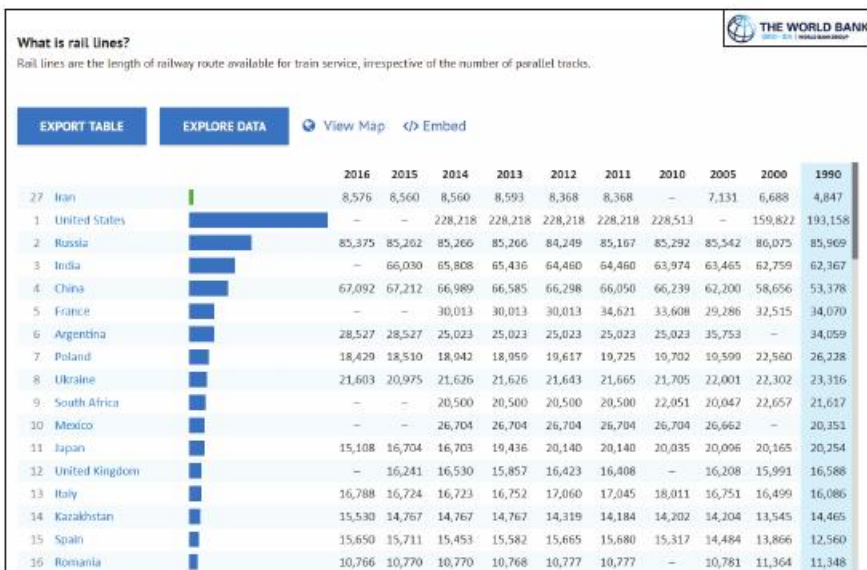 THE WORLD BANK
IBRD - IDA | WORLD BANK GROUP
What is rail lines?
Rail lines are the length of railway route available for train service, irrespective of the number of parallel tracks.
EXPORT TABLE EXPLORE DATA View Map </> Embed
2016 2015 2014 2013 2012 2011 2010 2005 2000 1990
27 Iran 8,576 8,560 8,560 8,593 8,368 8,368 – 7,131 6,688 4,847
1 United States – – 228,218 228,218 228,218 228,218 228,513 – 159,822 193,158
2 Russia 85,375 85,262 85,266 85,266 84,249 85,167 85,292 85,542 86,075 85,969
3 India – 66,030 65,808 65,436 64,460 64,460 63,974 63,465 62,759 62,367
4 China 67,092 67,212 66,989 66,585 66,298 66,050 66,239 62,200 58,656 53,378
5 France – – 30,013 30,013 30,013 34,621 33,608 29,286 32,515 34,070
6 Argentina 28,527 28,527 25,023 25,023 25,023 25,023 25,023 35,753 – 34,059
7 Poland 18,429 18,510 18,942 18,959 19,617 19,725 19,702 19,599 22,560 26,228
8 Ukraine 21,603 20,975 21,626 21,626 21,643 21,665 21,705 22,001 22,302 23,316
9 South Africa – – 20,500 20,500 20,500 20,500 22,051 20,047 22,657 21,617
10 Mexico – – 26,704 26,704 26,704 26,704 26,704 26,662 – 20,351
11 Japan 15,108 16,704 16,703 19,436 20,140 20,140 20,035 20,096 20,165 20,254
12 United Kingdom – 16,241 16,530 15,857 16,423 16,408 – 16,208 15,991 16,588
13 Italy 16,788 16,724 16,723 16,752 17,060 17,045 18,011 16,751 16,499 16,086
14 Kazakhstan 15,530 14,767 14,767 14,767 14,319 14,184 14,202 14,204 13,545 14,465
15 Spain 15,650 15,711 15,453 15,582 15,665 15,680 15,317 14,484 13,866 12,560
16 Romania 10,766 10,770 10,770 10,768 10,777 10,777 – 10,781 11,364 11,348